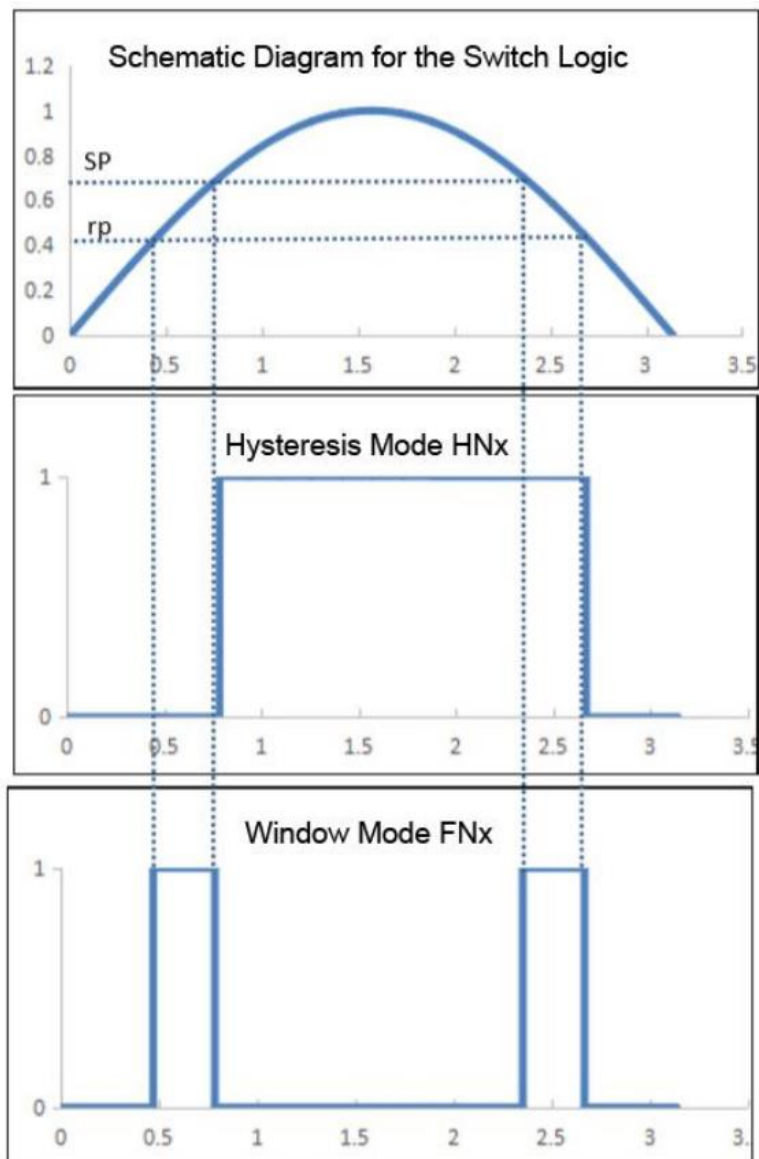 Schematic Diagram for the Switch Logic
1.2
1
0.8
SP
0.6
rp
0.4
0.2
0
0 0.5 1 1.5 2 2.5 3 3.5
Hysteresis Mode HNx
1
0
0 0.5 1 1.5 2 2.5 3 3.5
Window Mode FNx
1
0
0 0.5 1 1.5 2 2.5 3 3.